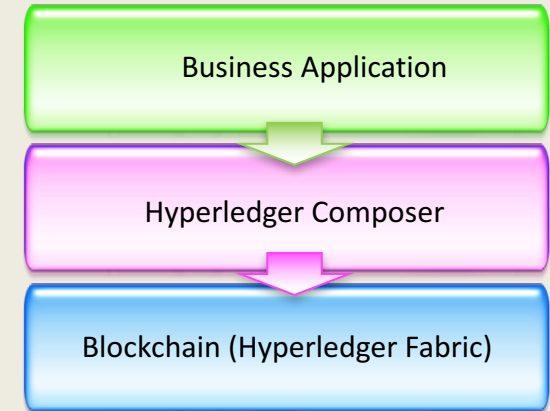 Business Application
Hyperledger Composer
Blockchain (Hyperledger Fabric)